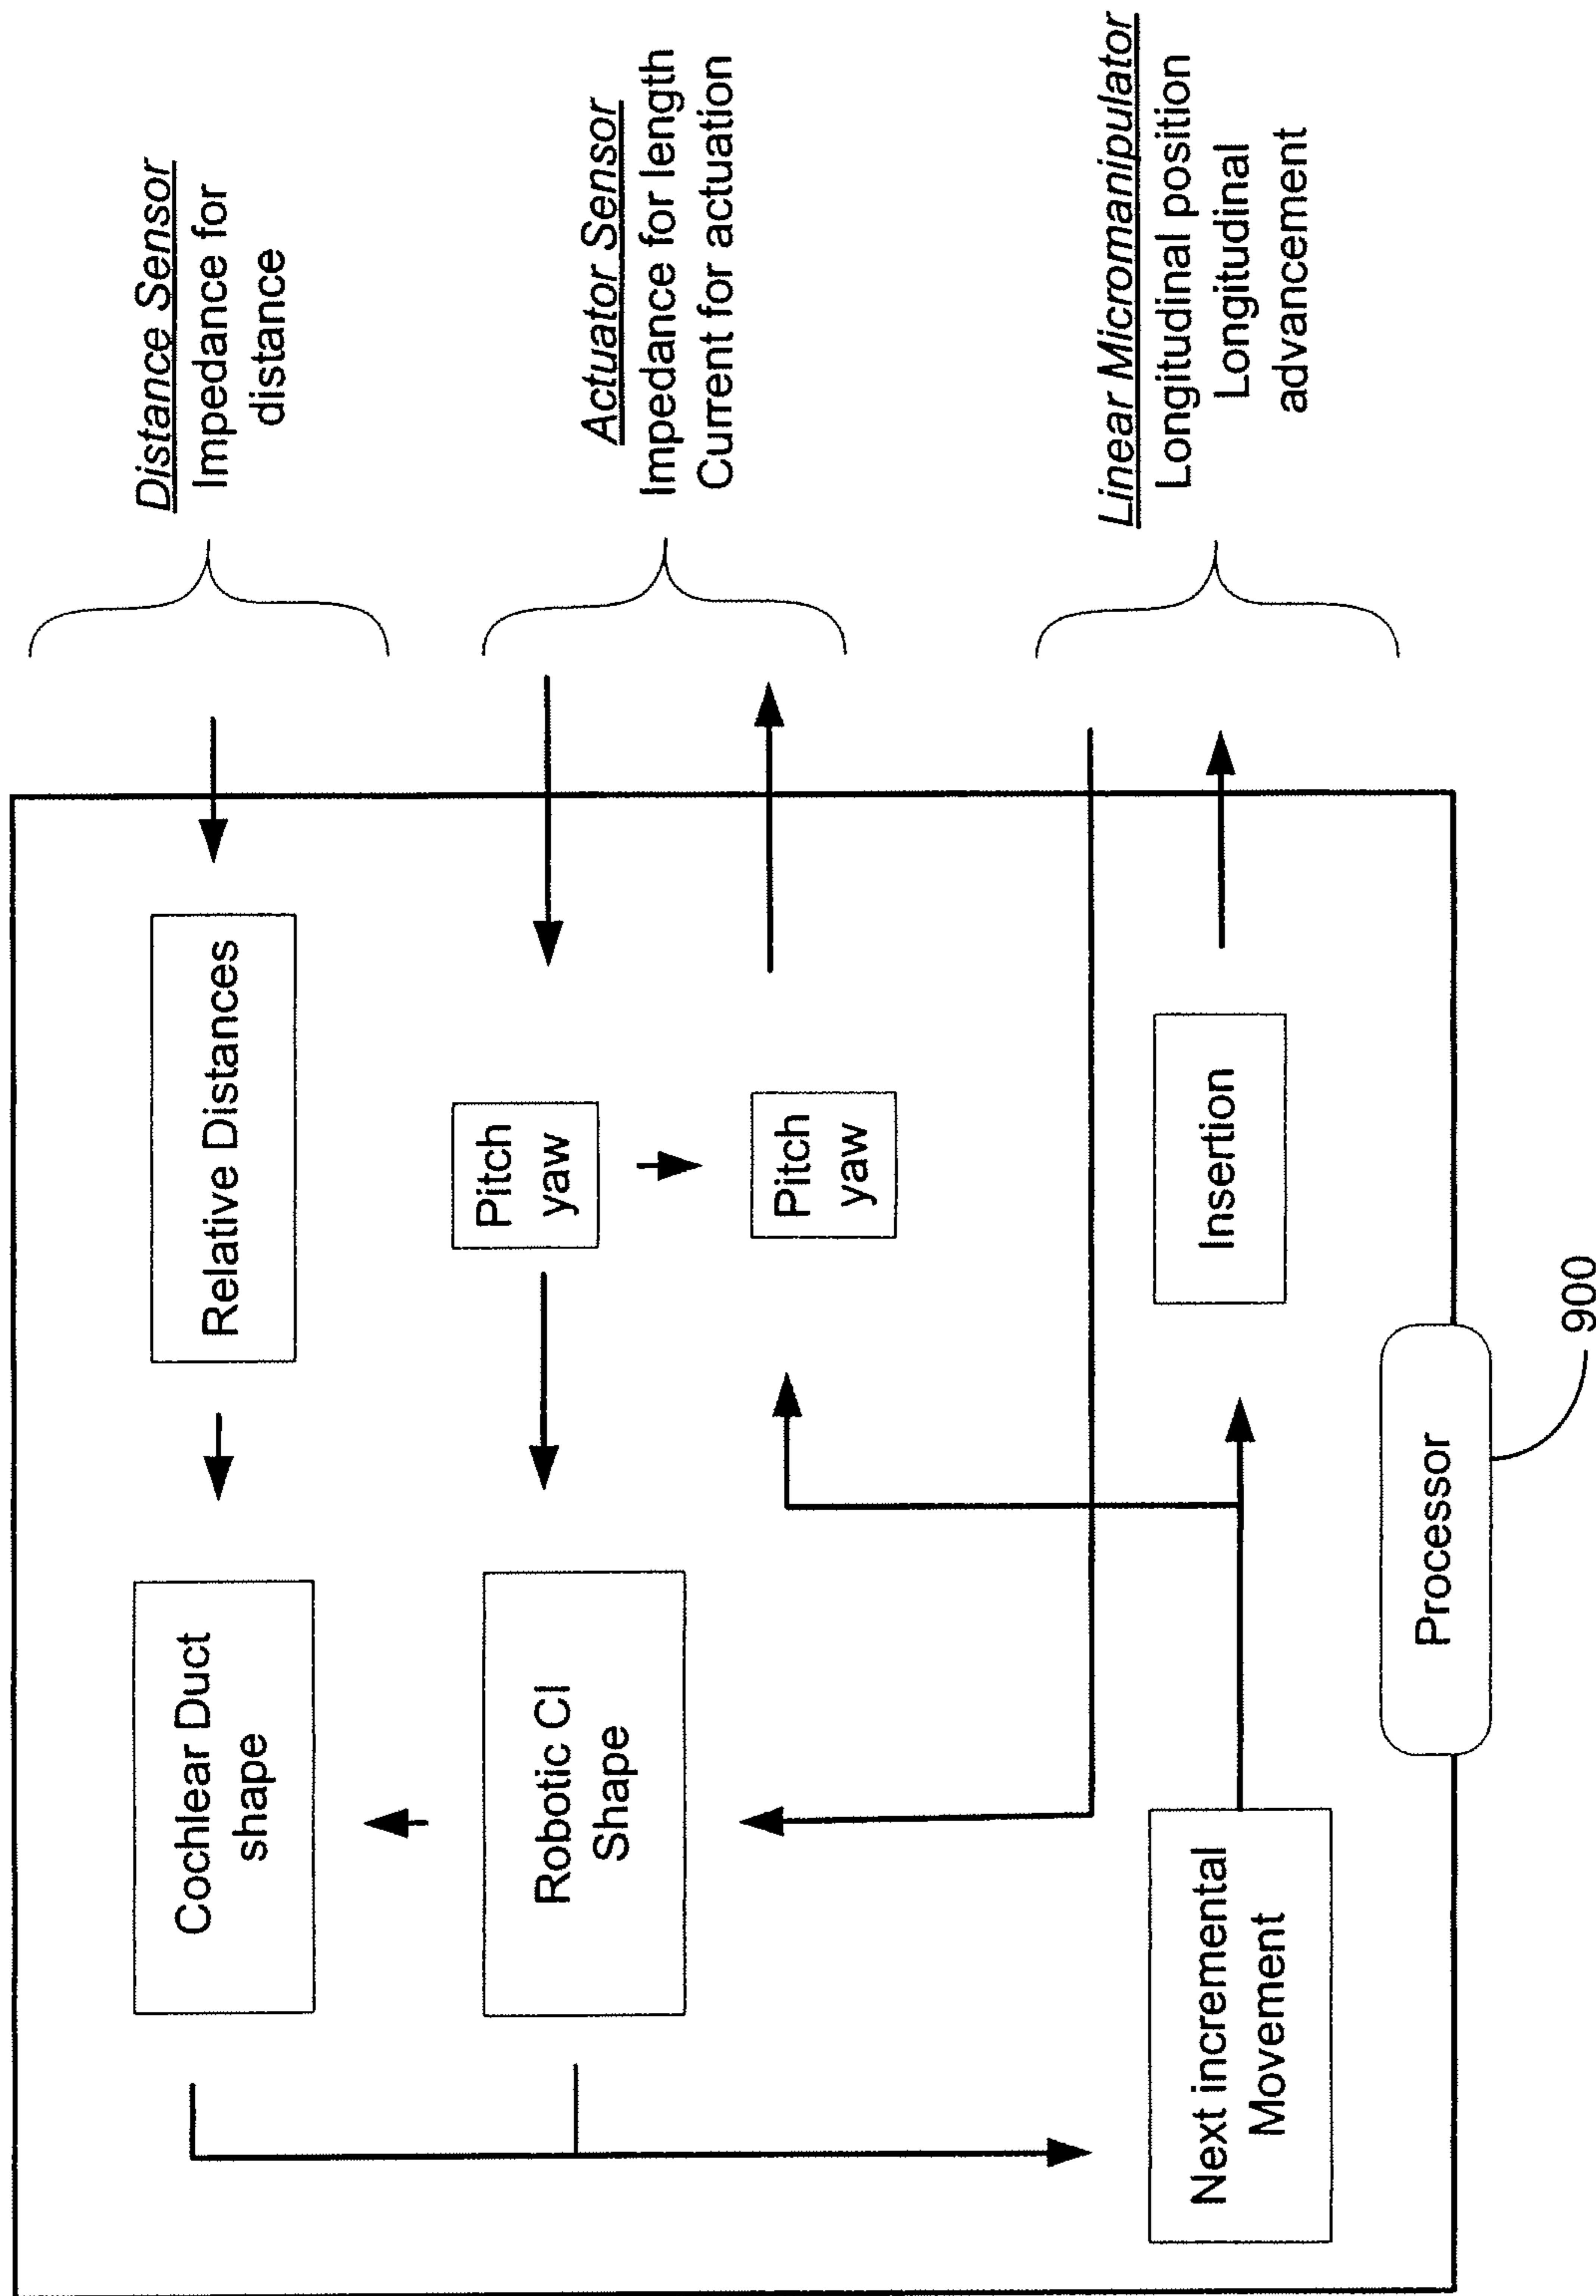 Distance Sensor
Impedance for
distance
Actuator Sensor
Impedance for length
Current for actuation
Linear Micromanipulator
Longitudinal position
Longitudinal
advancement
Cochlear Duct
shape
Relative Distances
Robotic CI
Shape
Pitch
yaw
Pitch
yaw
Next incremental
Movement
Insertion
Processor
900